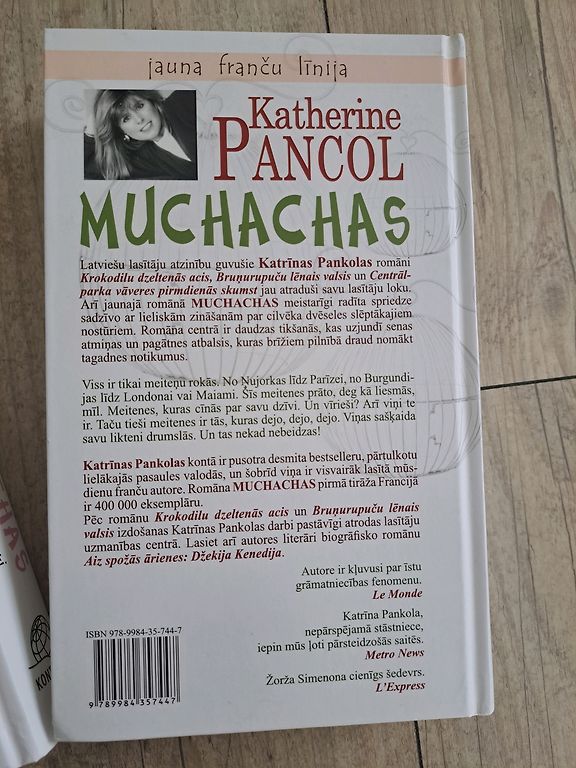 jauna franču līnija
Katherine
PANCOL
MUCHACHAS
Latviešu lasītāju atzinību guvušie Katrīnas Pankolas romāni
Krokodilu dzeltenās acis, Bruņurupuču lēnais valsis un Centrāl-
parka vāveres pirmdienās skumst jau atraduši savu lasītāju loku.
Arī jaunajā romānā MUCHACHAS meistarīgi radīta spriedze
sadzīvo ar lieliskām zināšanām par cilvēka dvēseles slēptākajiem
nostūriem. Romāna centrā ir daudzas tikšanās, kas uzjundī senas
atmiņas un pagātnes atbalsis, kuras brīžiem pilnībā draud nomākt
tagadnes notikumus.
Viss ir tikai meiteņu rokās. No Ņujorkas līdz Parīzei, no Burgundi-
jas līdz Londonai vai Maiami. Šīs meitenes prāto, deg kā liesmās,
mīl. Meitenes, kuras cīnās par savu dzīvi. Un vīrieši? Arī viņi te
ir. Taču tieši meitenes ir tās, kuras dejo, dejo, dejo. Viņas sašķaida
savu likteni drumslās. Un tas nekad nebeidzas!
Katrīnas Pankolas kontā ir pusotra desmita bestselleru, pārtulkotu
lielākajās pasaules valodās, un šobrīd viņa ir visvairāk lasītā mūs-
dienu franču autore. Romāna MUCHACHAS pirmā tirāža Francijā
ir 400 000 eksemplāru.
Pēc romānu Krokodilu dzeltenās acis un Bruņurupuču lēnais
valsis izdošanas Katrīnas Pankolas darbi pastāvīgi atrodas lasītāju
uzmanības centrā. Lasiet arī autores literāri biogrāfisko romānu
Aiz spožās ārienes: Džekija Kenedija.
Autore ir kļuvusi par īstu
grāmatniecības fenomenu.
Le Monde
Katrīna Pankola,
nepārspējamā stāstniece,
iepin mūs ļoti pārsteidzošās saitēs.
Metro News
Žorža Simenona cienīgs šedevrs.
L'Express
ISBN 978-9984-35-744-7
9 789984 357447
HAS
KON